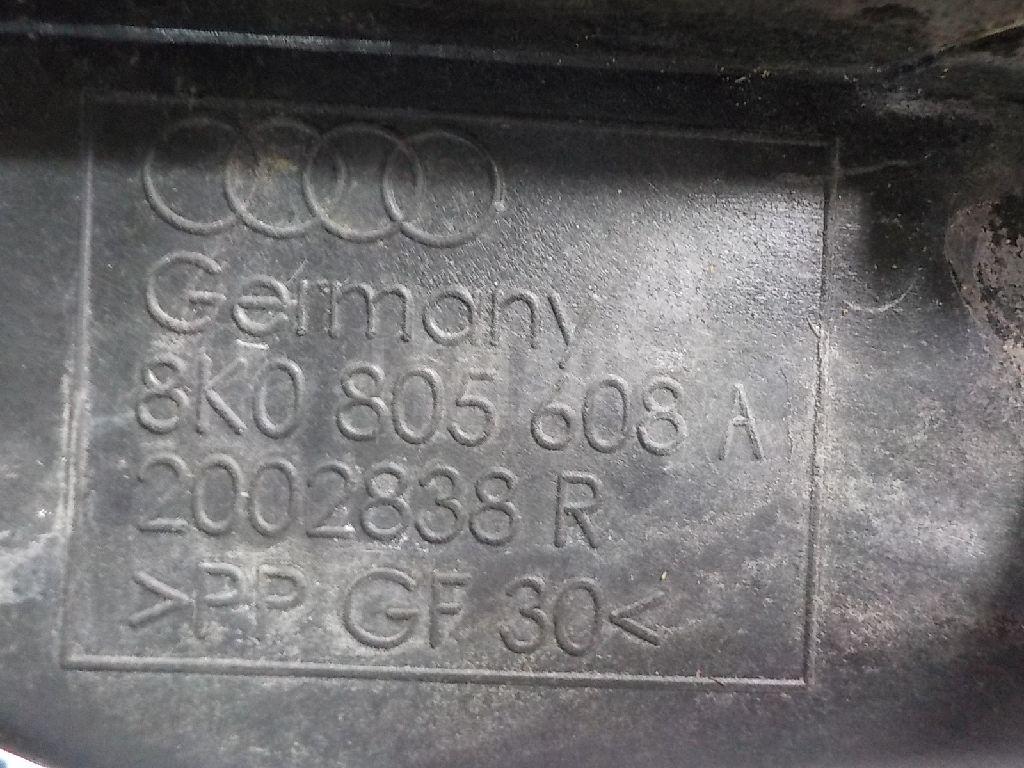 Germany
8K0 805 608 A
2002838 R
>PP GF 30<